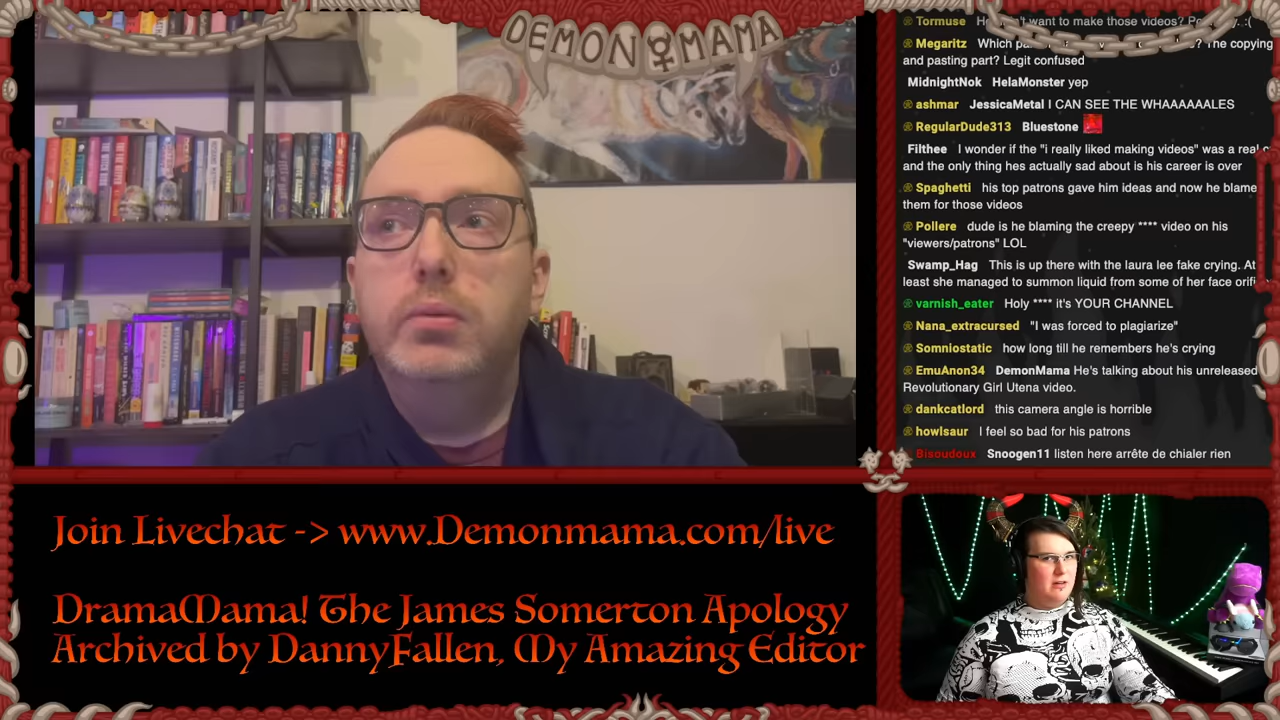 DEMON MAMA
Tormuse
want to make those videos?
:(
Megaritz Which
The copying
and pasting part? Legit confused
MidnightNok HelaMonster yep
ashmar JessicaMetal I CAN SEE THE WHAAAAAALES
RegularDude313 Bluestone
Filthee I wonder if the "i really liked making videos" was a real
and the only thing hes actually sad about is his career is over
Spaghetti his top patrons gave him ideas and now he blame
them for those videos
Pollere dude is he blaming the creepy **** video on his
"viewers/patrons" LOL
Swamp_Hag This is up there with the laura lee fake crying. At
least she managed to summon liquid from some of her face orifi
varnish_eater Holy **** it's YOUR CHANNEL
Nana_extracursed "I was forced to plagiarize"
Somniostatic how long till he remembers he's crying
EmuAnon34 DemonMama He's talking about his unreleased
Revolutionary Girl Utena video.
dankcatlord this camera angle is horrible
howlsaur I feel so bad for his patrons
Bisoudoux Snoogen11 listen here arrête de chialer rien
Join Livechat -> www.Demonmama.com/live
DramaMama! The James Somerton Apology
Archived by DannyFallen, My Amazing Editor